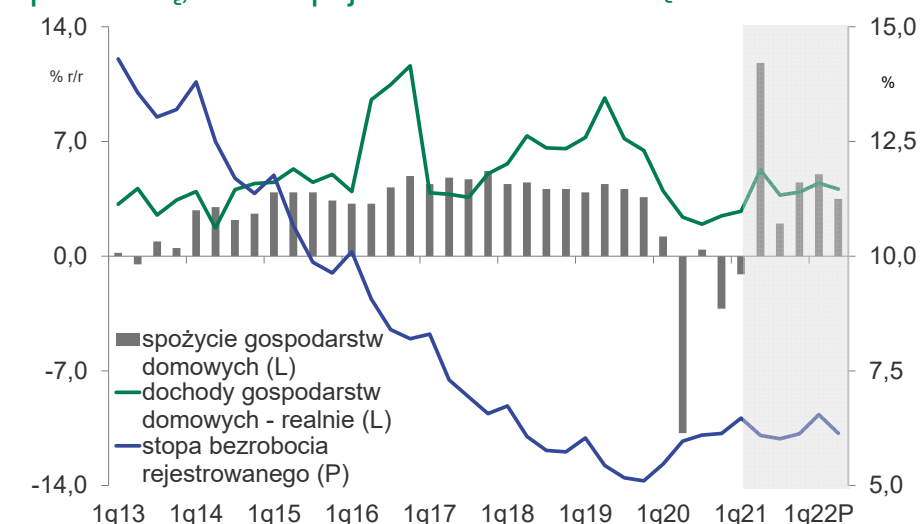 14,0
15,0
% r/r
%
7,0
12,5
0,0
10,0
spożycie gospodarstw
domowych (L)
-7,0
7,5
dochody gospodarstw
domowych - realnie (L)
stopa bezrobocia
rejestrowanego (P)
-14,0
5,0
1q13 1q14 1q15 1q16 1q17 1q18 1q19 1q20 1q21 1q22P